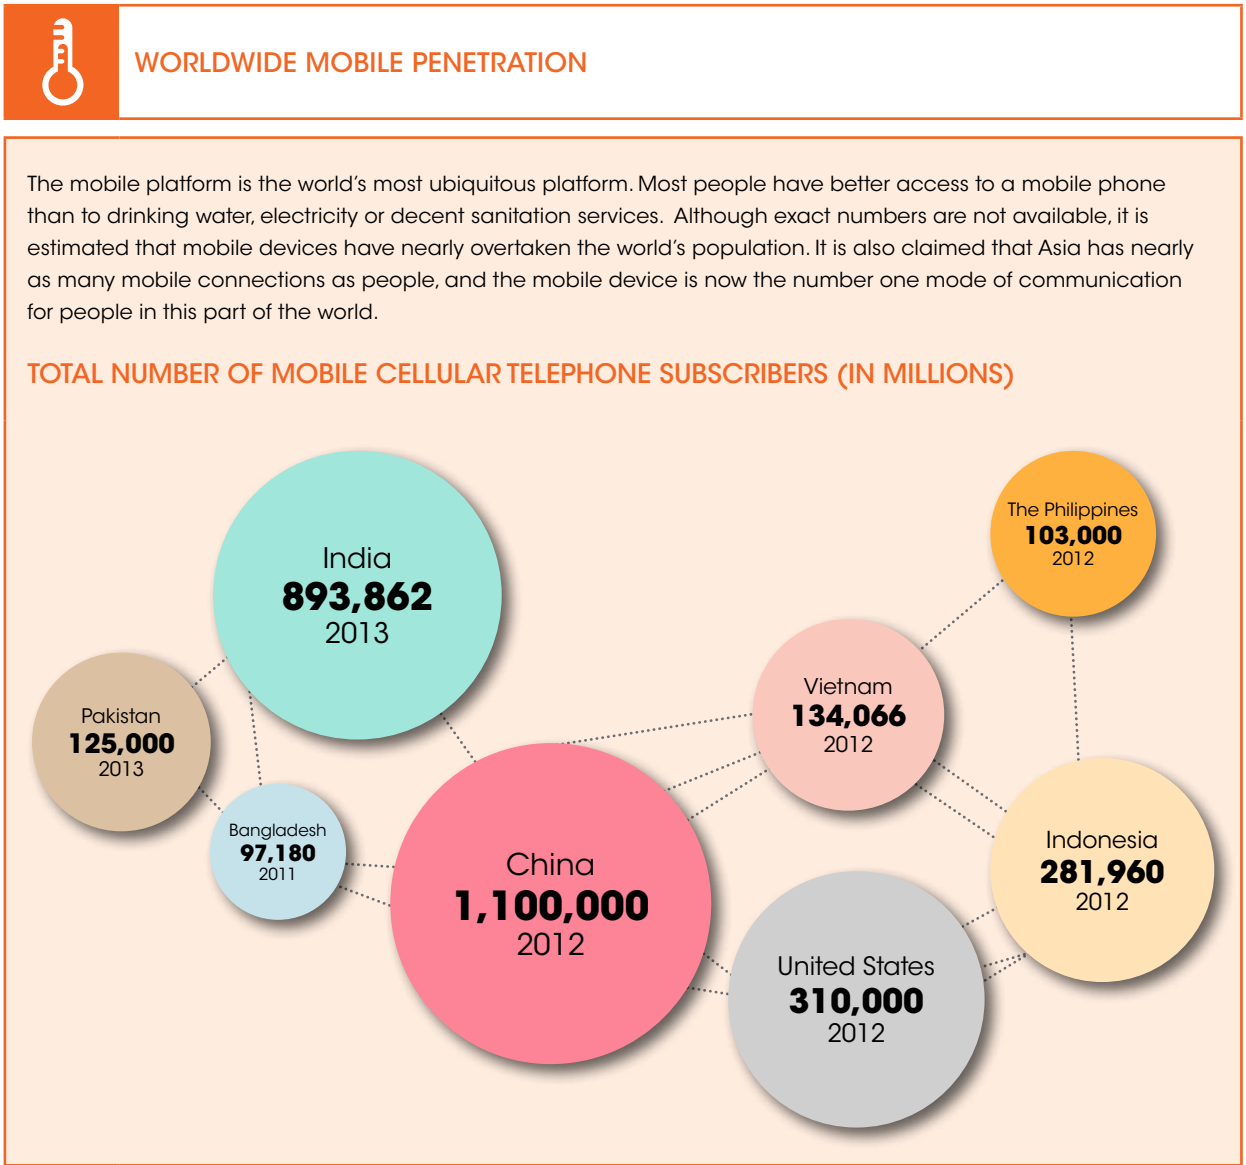 WORLDWIDE MOBILE PENETRATION
The mobile platform is the world's most ubiquitous platform. Most people have better access to a mobile phone
than to drinking water, electricity or decent sanitation services. Although exact numbers are not available, it is
estimated that mobile devices have nearly overtaken the world's population. It is also claimed that Asia has nearly
as many mobile connections as people, and the mobile device is now the number one mode of communication
for people in this part of the world.
TOTAL NUMBER OF MOBILE CELLULAR TELEPHONE SUBSCRIBERS (IN MILLIONS)
India
893,862
2013
The Philippines
103,000
2012
Pakistan
125,000
2013
Vietnam
134,066
2012
Bangladesh
97,180
2011
China
1,100,000
2012
Indonesia
281,960
2012
United States
310,000
2012